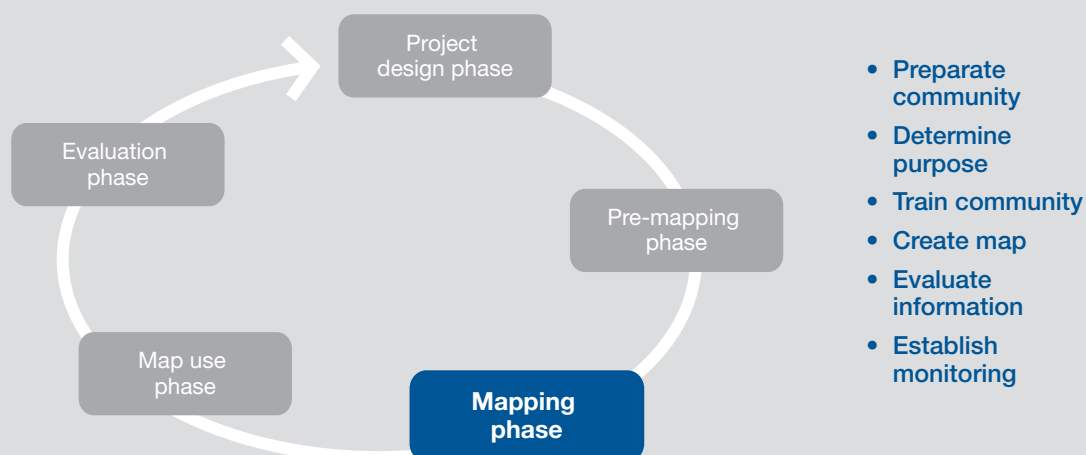 Project
design phase
Evaluation
phase
Pre-mapping
phase
Map use
phase
Mapping
phase
• Preparate
community
• Determine
purpose
• Train community
• Create map
• Evaluate
information
• Establish
monitoring